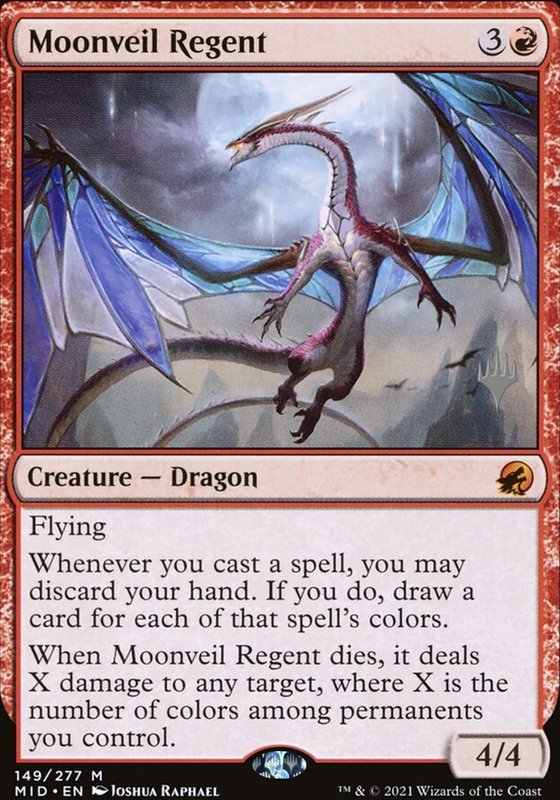 Moonveil Regent 3
Creature — Dragon
Flying
Whenever you cast a spell, you may
discard your hand. If you do, draw a
card for each of that spell's colors.
When Moonveil Regent dies, it deals
X damage to any target, where X is the
number of colors among permanents
you control.
4/4
149/277 M
MID • EN Joshua Raphael
™ & © 2021 Wizards of the Coast